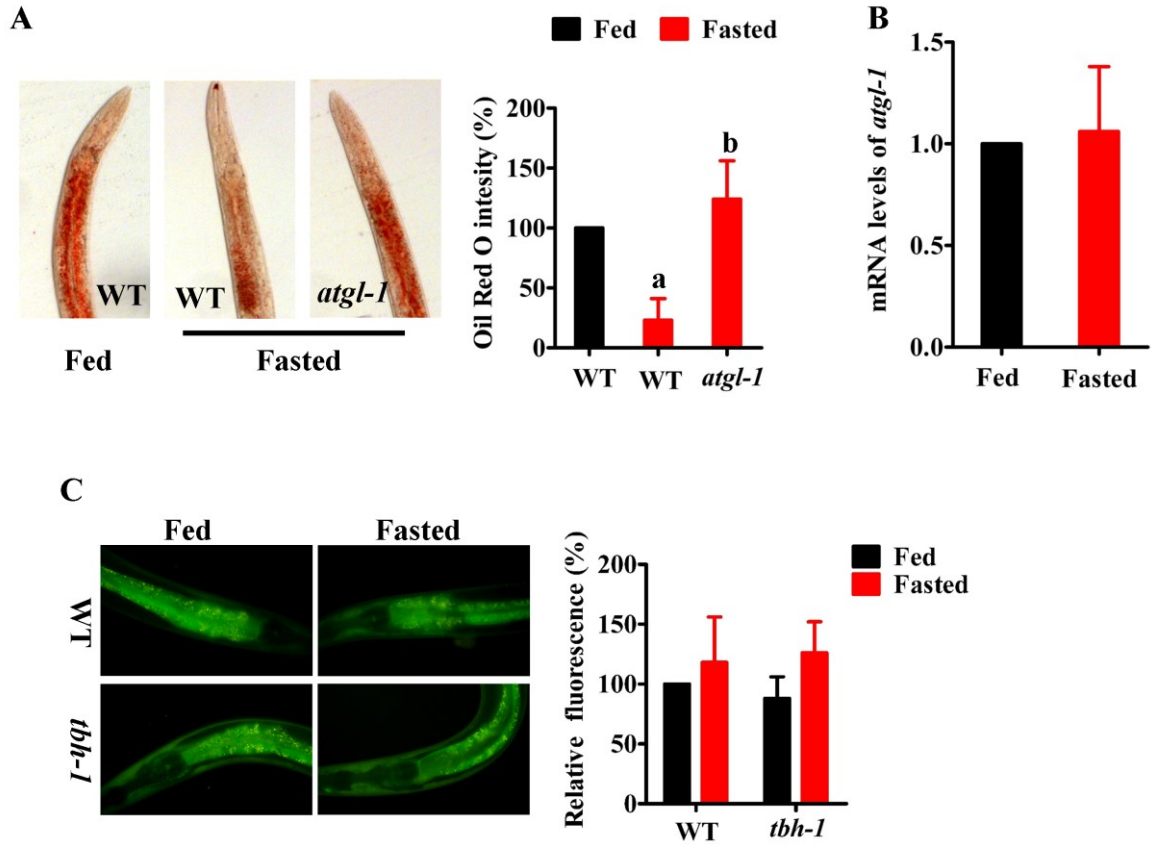 A
WT
WT
atgl-1
Fed
Fasted
Fed
Fasted
Oil Red O intesity (%)
200
150
100
50
0
a
b
WT
WT
atgl-1
B
mRNA levels of atgl-1
1.5
1.0
0.5
0.0
Fed
Fasted
C
Fed
Fasted
WT
tbh-1
Relative fluorescence (%)
200
150
100
50
0
WT
tbh-1
Fed
Fasted